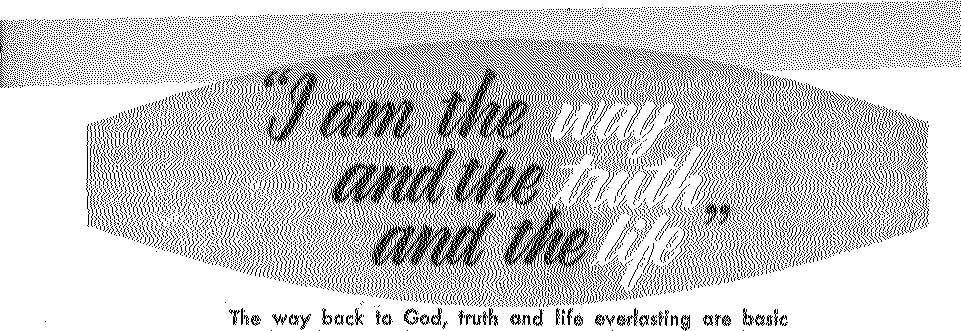 "I am the way
and the truth
and the life"
The way back to God, truth and life everlasting are basic